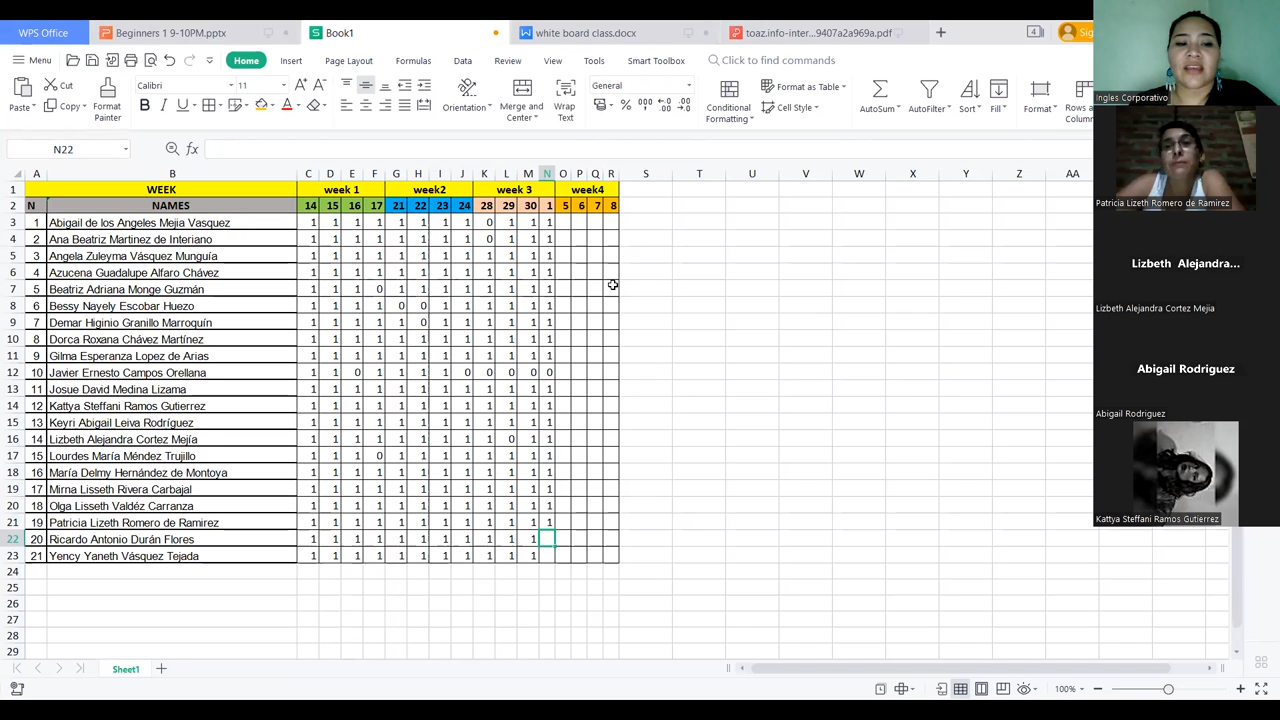 WPS Office
Beginners 1 9-10PM.pptx
Book1
white board class.docx
toaz.info-inter...9407a2a969a.pdf
Menu
Home
Insert
Page Layout
Formulas
Data
Review
View
Tools
Smart Toolbox
Click to find commands
Paste
Cut
Copy
Format Painter
Calibri
11
B I U A
Orientation
Merge and Center
Wrap Text
General
Conditional Formatting
Format as Table
Cell Style
AutoSum
AutoFilter
Sort
Fill
Format
Rows a
Colum
N22
A B C D E F G H I J K L M N O P Q R S T U V W X Y Z AA
1 WEEK week 1 week2 week 3 week4
2 N NAMES 14 15 16 17 21 22 23 24 28 29 30 1 5 6 7 8
3 1 Abigail de los Angeles Mejia Vasquez 1 1 1 1 1 1 1 1 0 1 1 1
4 2 Ana Beatriz Martinez de Interiano 1 1 1 1 1 1 1 1 0 1 1 1
5 3 Angela Zuleyma Vásquez Munguía 1 1 1 1 1 1 1 1 1 1 1 1
6 4 Azucena Guadalupe Alfaro Chávez 1 1 1 1 1 1 1 1 1 1 1 1
7 5 Beatriz Adriana Monge Guzmán 1 1 1 0 1 1 1 1 1 1 1 1
8 6 Bessy Nayely Escobar Huezo 1 1 1 1 0 0 1 1 1 1 1 1
9 7 Demar Higinio Granillo Marroquín 1 1 1 1 1 0 1 1 1 1 1 1
10 8 Dorca Roxana Chávez Martínez 1 1 1 1 1 1 1 1 1 1 1 1
11 9 Gilma Esperanza Lopez de Arias 1 1 1 1 1 1 1 1 1 1 1 1
12 10 Javier Ernesto Campos Orellana 1 1 0 1 1 1 1 0 0 0 0 0
13 11 Josue David Medina Lizama 1 1 1 1 1 1 1 1 1 1 1 1
14 12 Kattya Steffani Ramos Gutierrez 1 1 1 1 1 1 1 1 1 1 1 1
15 13 Keyri Abigail Leiva Rodríguez 1 1 1 1 1 1 1 1 1 1 1 1
16 14 Lizbeth Alejandra Cortez Mejía 1 1 1 1 1 1 1 1 1 0 1 1
17 15 Lourdes María Méndez Trujillo 1 1 1 0 1 1 1 1 1 1 1 1
18 16 María Delmy Hernández de Montoya 1 1 1 1 1 1 1 1 1 1 1 1
19 17 Mirna Lisseth Rivera Carbajal 1 1 1 1 1 1 1 1 1 1 1 1
20 18 Olga Lisseth Valdéz Carranza 1 1 1 1 1 1 1 1 1 1 1 1
21 19 Patricia Lizeth Romero de Ramirez 1 1 1 1 1 1 1 1 1 1 1 1
22 20 Ricardo Antonio Durán Flores 1 1 1 1 1 1 1 1 1 1 1
23 21 Yency Yaneth Vásquez Tejada 1 1 1 1 1 1 1 1 1 1 1
24
25
26
27
28
29
Sheet1
100%
Ingles Corporativo
Patricia Lizeth Romero de Ramirez
Lizbeth Alejandra...
Lizbeth Alejandra Cortez Mejia
Abigail Rodriguez
Abigail Rodriguez
Kattya Steffani Ramos Gutierrez